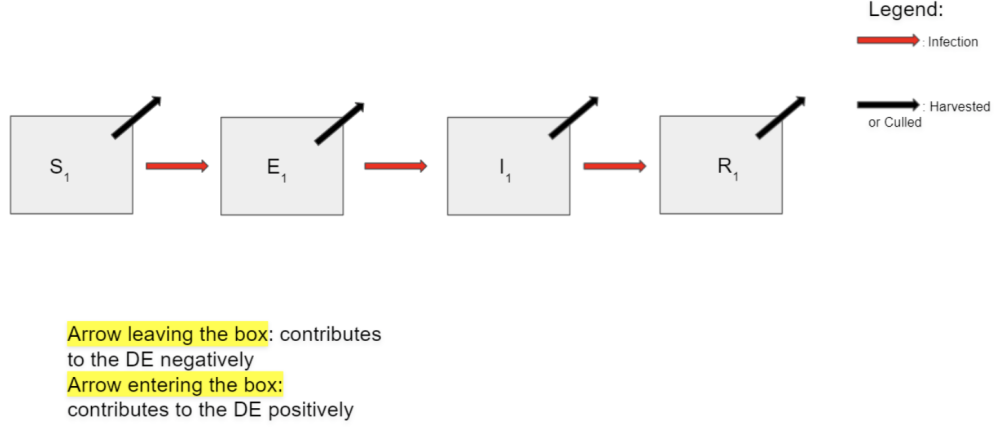 Legend:
: Infection
: Harvested
or Culled
S1
E1
I1
R1
Arrow leaving the box: contributes
to the DE negatively
Arrow entering the box:
contributes to the DE positively